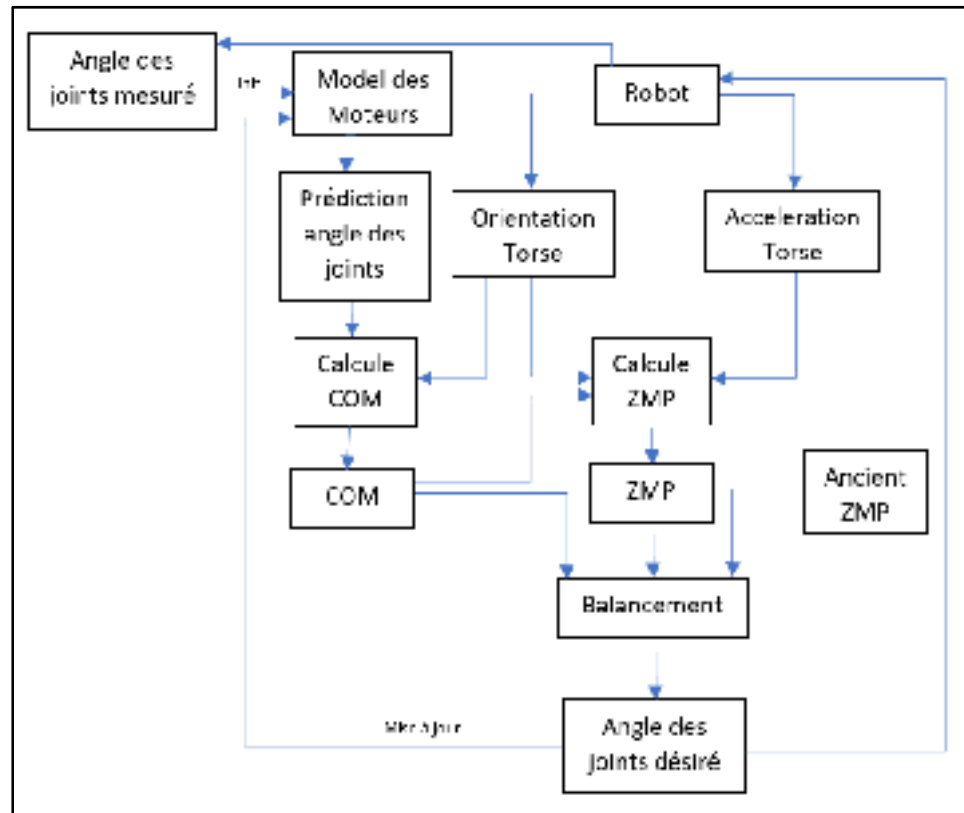 Angle des
joints mesuré
Model des
Moteurs
Robot
Prédiction
angle des
joints
Orientation
Torse
Acceleration
Torse
Calcule
COM
Calcule
ZMP
COM
ZMP
Ancient
ZMP
Balancement
à jour
Angle des
joints désiré